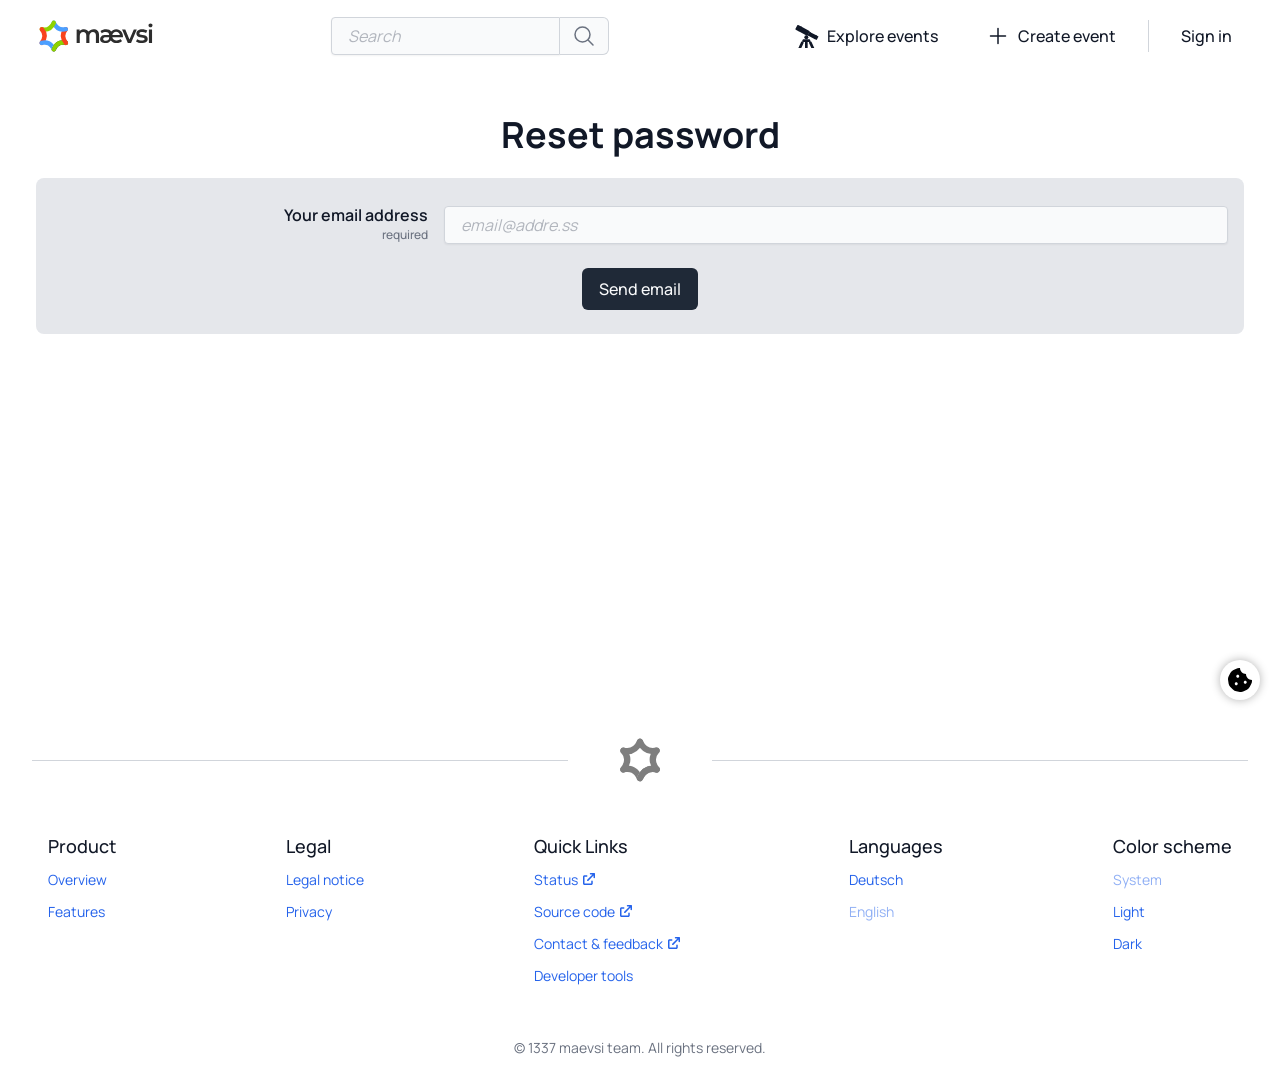 mævsi
Search
Explore events
Create event
Sign in
Reset password
Your email address
required
email@addre.ss
Send email
Product
Overview
Features
Legal
Legal notice
Privacy
Quick Links
Status
Source code
Contact & feedback
Developer tools
Languages
Deutsch
English
Color scheme
System
Light
Dark
© 1337 maevsi team. All rights reserved.